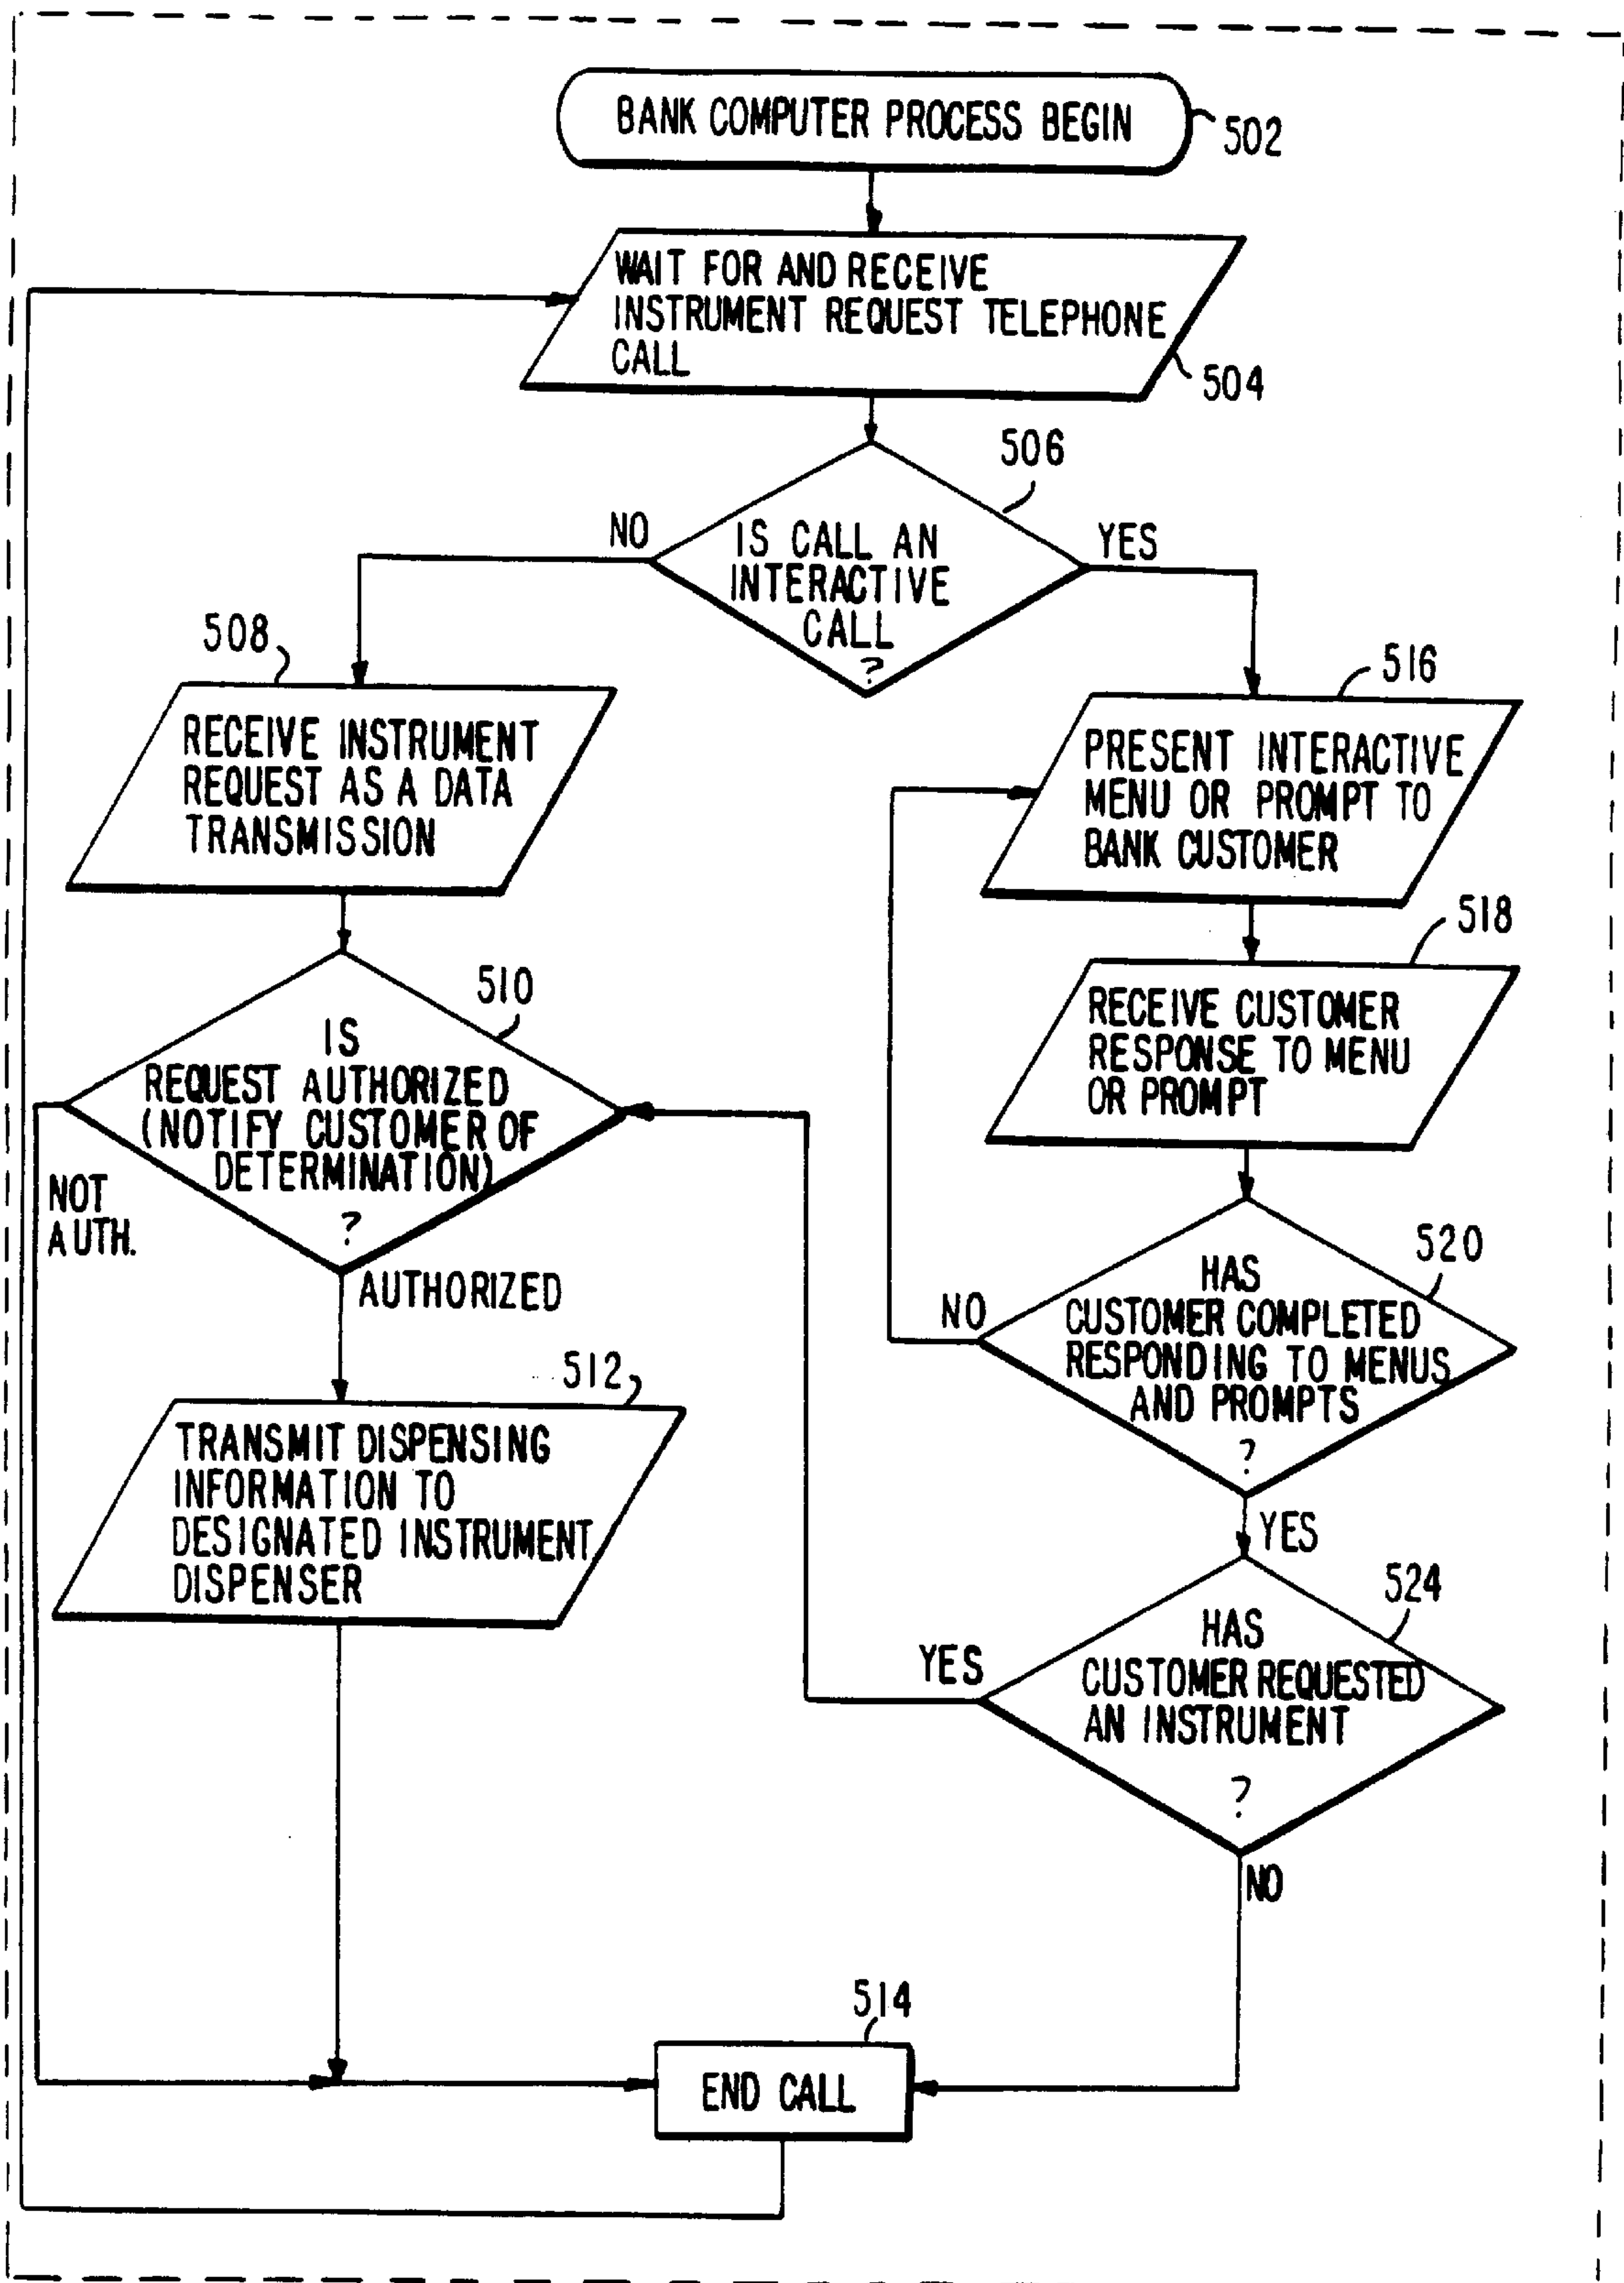 BANK COMPUTER PROCESS BEGIN
502
WAIT FOR AND RECEIVE
INSTRUMENT REQUEST TELEPHONE
CALL
504
506
IS CALL AN
INTERACTIVE
CALL
?
NO
YES
508
RECEIVE INSTRUMENT
REQUEST AS A DATA
TRANSMISSION
510
IS
REQUEST AUTHORIZED
(NOTIFY CUSTOMER OF
DETERMINATION)
?
NOT
AUTH.
AUTHORIZED
512
TRANSMIT DISPENSING
INFORMATION TO
DESIGNATED INSTRUMENT
DISPENSER
516
PRESENT INTERACTIVE
MENU OR PROMPT TO
BANK CUSTOMER
518
RECEIVE CUSTOMER
RESPONSE TO MENU
OR PROMPT
520
HAS
CUSTOMER COMPLETED
RESPONDING TO MENUS
AND PROMPTS
?
NO
YES
524
HAS
CUSTOMER REQUESTED
AN INSTRUMENT
?
YES
NO
514
END CALL